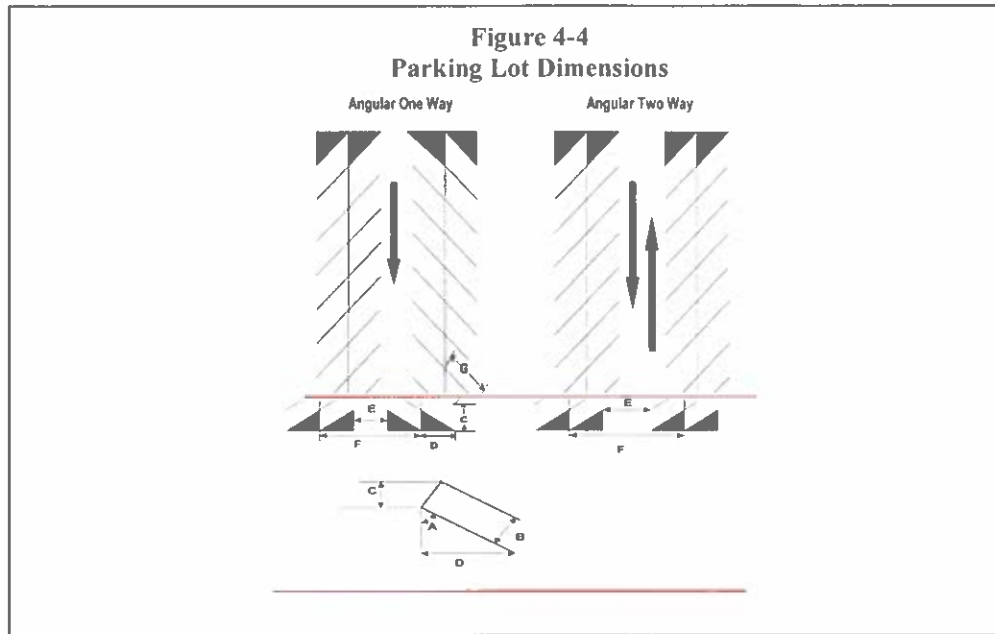 Figure 4-4
Parking Lot Dimensions
Angular One Way
Angular Two Way
G
E
C
E
F
D
F
C
A
B
D